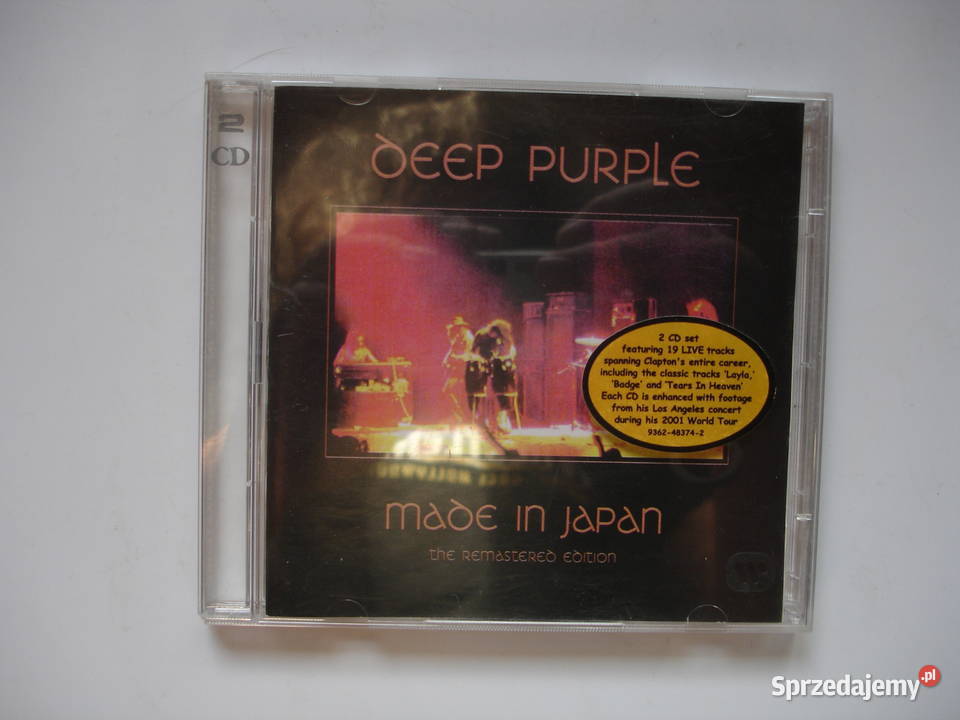 2
CD
DEEP PURPLE
2 CD set
featuring 19 LIVE tracks
spanning Clapton's entire career,
including the classic tracks 'Layla,'
'Badge' and 'Tears In Heaven'
Each CD is enhanced with footage
from his Los Angeles concert
during his 2001 World Tour
9362-48374-2
made in Japan
the Remastered edition
Sprzedajemy.pl